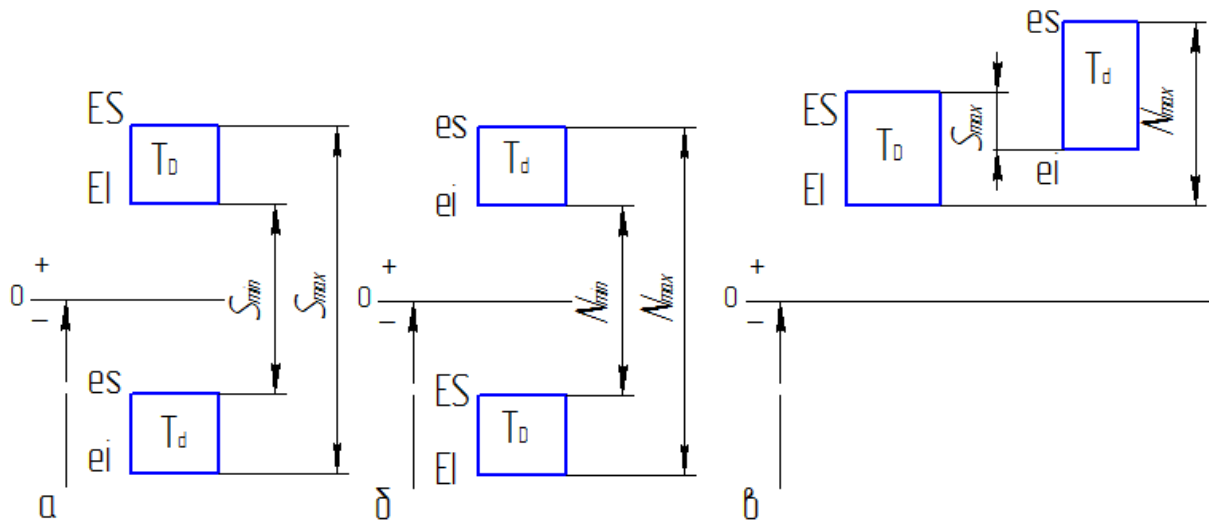 ES
T_D
EI
+
0
−
S_min
S_max
es
T_d
ei
а
es
T_d
ei
+
0
−
N_min
N_max
ES
T_D
EI
б
es
T_d
ES
T_D
S_max
N_max
ei
EI
+
0
−
в